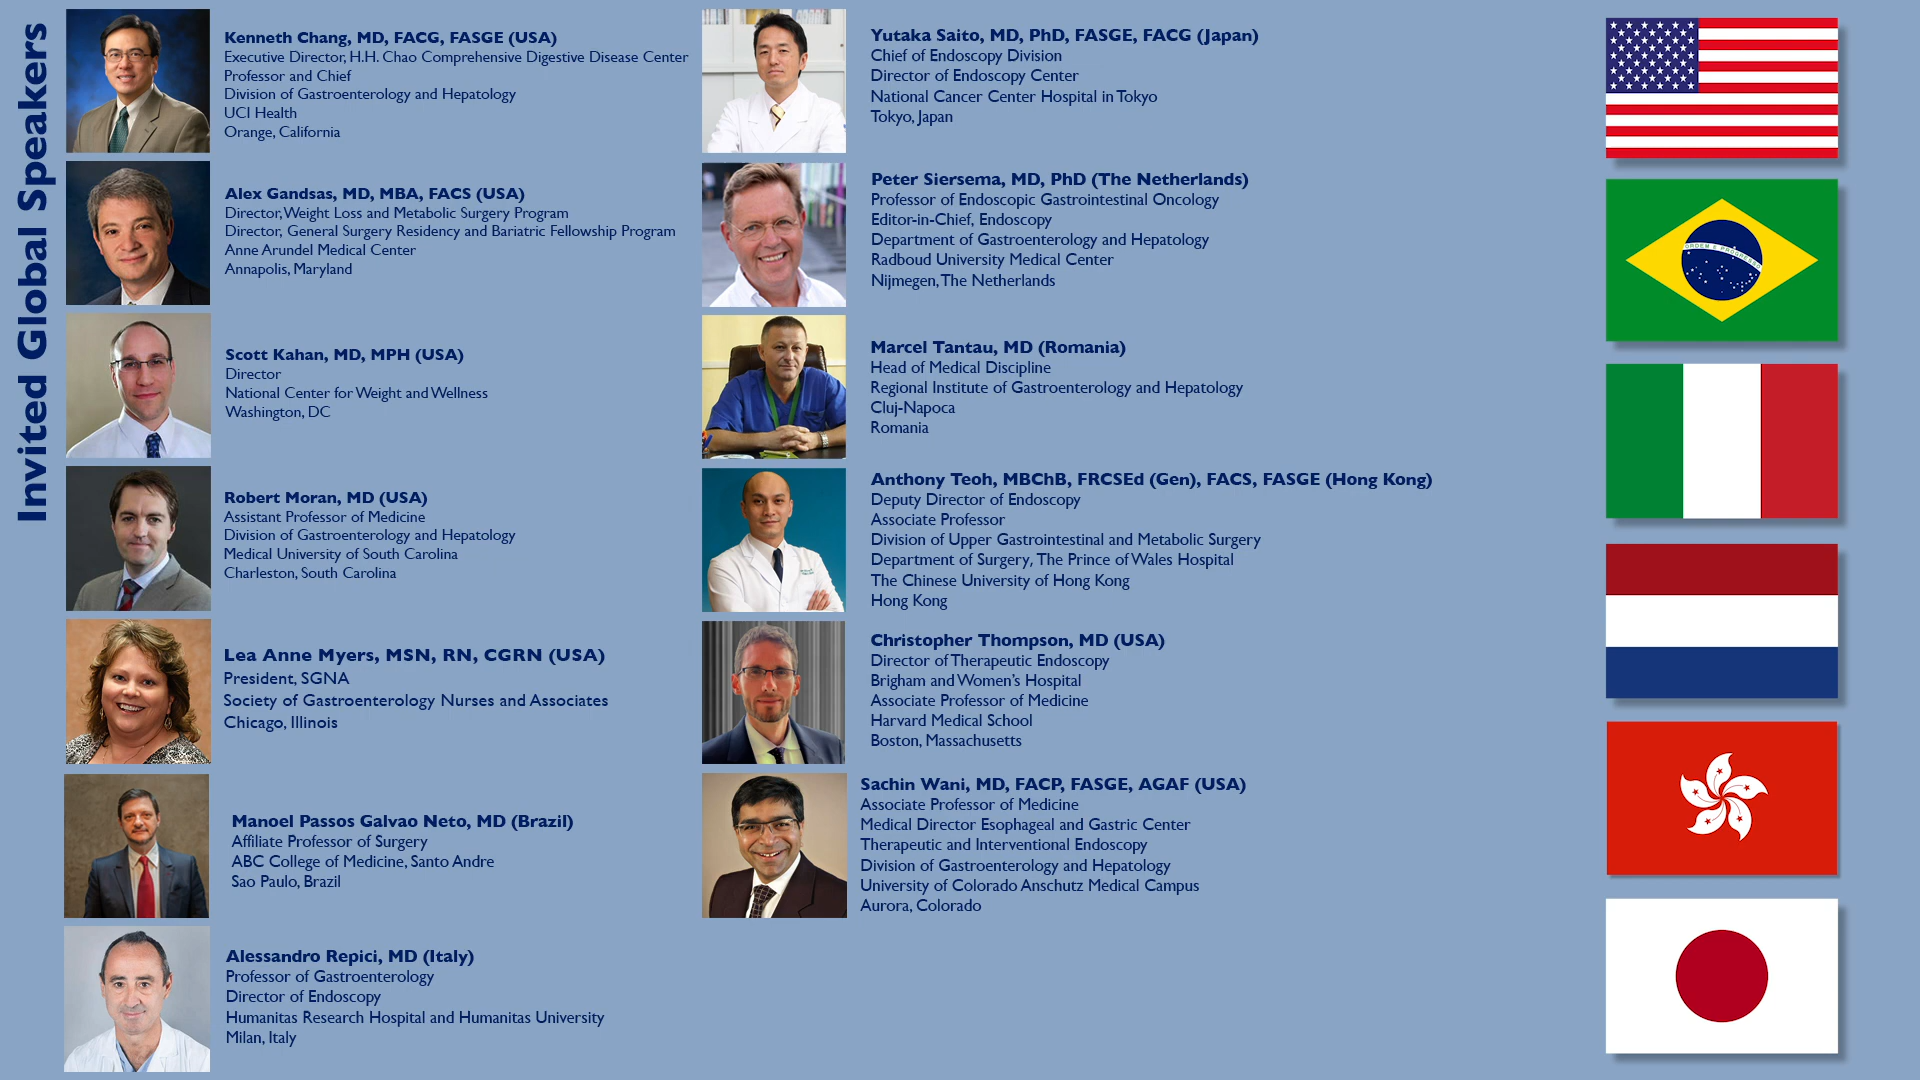 Invited Global Speakers
Kenneth Chang, MD, FACG, FASGE (USA)
Executive Director, H.H. Chao Comprehensive Digestive Disease Center
Professor and Chief
Division of Gastroenterology and Hepatology
UCI Health
Orange, California
Alex Gandsas, MD, MBA, FACS (USA)
Director, Weight Loss and Metabolic Surgery Program
Director, General Surgery Residency and Bariatric Fellowship Program
Anne Arundel Medical Center
Annapolis, Maryland
Scott Kahan, MD, MPH (USA)
Director
National Center for Weight and Wellness
Washington, DC
Robert Moran, MD (USA)
Assistant Professor of Medicine
Division of Gastroenterology and Hepatology
Medical University of South Carolina
Charleston, South Carolina
Lea Anne Myers, MSN, RN, CGRN (USA)
President, SGNA
Society of Gastroenterology Nurses and Associates
Chicago, Illinois
Manoel Passos Galvao Neto, MD (Brazil)
Affiliate Professor of Surgery
ABC College of Medicine, Santo Andre
Sao Paulo, Brazil
Alessandro Repici, MD (Italy)
Professor of Gastroenterology
Director of Endoscopy
Humanitas Research Hospital and Humanitas University
Milan, Italy
Yutaka Saito, MD, PhD, FASGE, FACG (Japan)
Chief of Endoscopy Division
Director of Endoscopy Center
National Cancer Center Hospital in Tokyo
Tokyo, Japan
Peter Siersema, MD, PhD (The Netherlands)
Professor of Endoscopic Gastrointestinal Oncology
Editor-in-Chief, Endoscopy
Department of Gastroenterology and Hepatology
Radboud University Medical Center
Nijmegen, The Netherlands
Marcel Tantau, MD (Romania)
Head of Medical Discipline
Regional Institute of Gastroenterology and Hepatology
Cluj-Napoca
Romania
Anthony Teoh, MBChB, FRCSEd (Gen), FACS, FASGE (Hong Kong)
Deputy Director of Endoscopy
Associate Professor
Division of Upper Gastrointestinal and Metabolic Surgery
Department of Surgery, The Prince of Wales Hospital
The Chinese University of Hong Kong
Hong Kong
Christopher Thompson, MD (USA)
Director of Therapeutic Endoscopy
Brigham and Women's Hospital
Associate Professor of Medicine
Harvard Medical School
Boston, Massachusetts
Sachin Wani, MD, FACP, FASGE, AGAF (USA)
Associate Professor of Medicine
Medical Director Esophageal and Gastric Center
Therapeutic and Interventional Endoscopy
Division of Gastroenterology and Hepatology
University of Colorado Anschutz Medical Campus
Aurora, Colorado
ORDEM E PROGRESSO